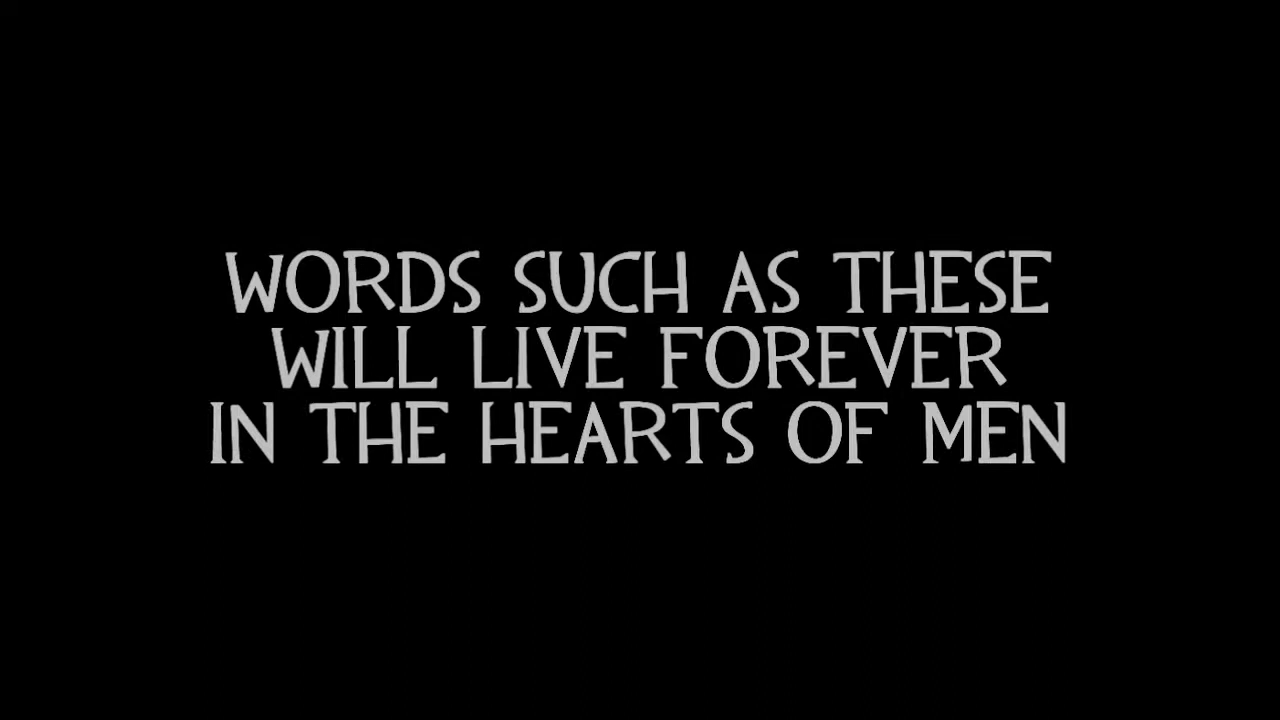 WORDS SUCH AS THESE
WILL LIVE FOREVER
IN THE HEARTS OF MEN